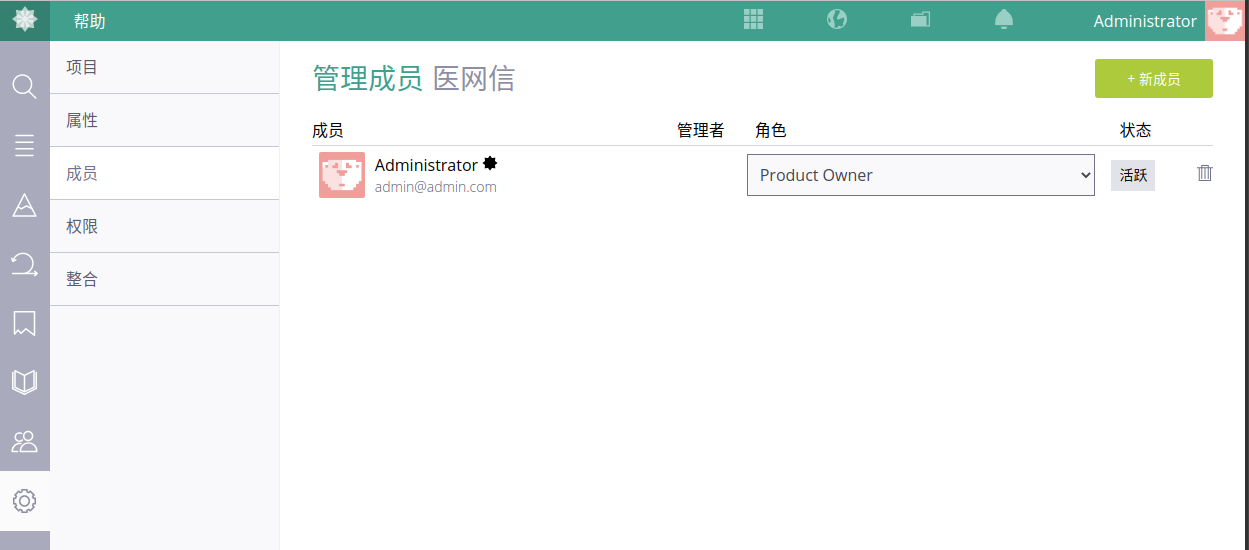 帮助
Administrator
项目
属性
成员
权限
整合
管理成员 医网信
+ 新成员
成员 管理者 角色 状态
Administrator
admin@admin.com
Product Owner
活跃